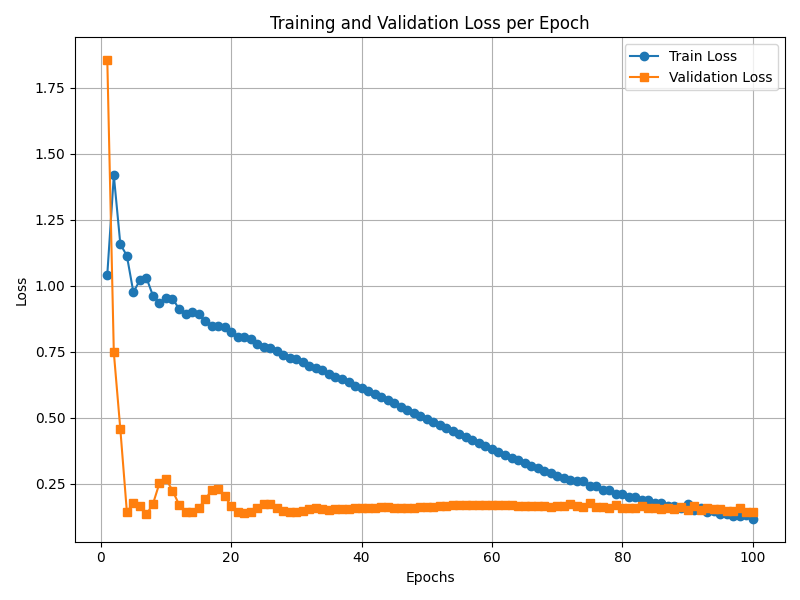 Training and Validation Loss per Epoch
Train Loss
Validation Loss
1.75
1.50
1.25
1.00
0.75
0.50
0.25
Loss
0 20 40 60 80 100
Epochs